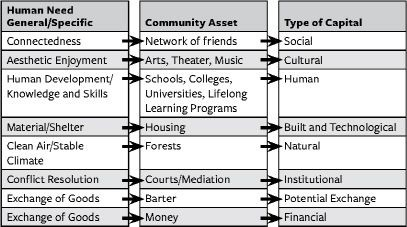 Human Need General/Specific
Community Asset
Type of Capital
Connectedness
Network of friends
Social
Aesthetic Enjoyment
Arts, Theater, Music
Cultural
Human Development/
Knowledge and Skills
Schools, Colleges,
Universities, Lifelong
Learning Programs
Human
Material/Shelter
Housing
Built and Technological
Clean Air/Stable
Climate
Forests
Natural
Conflict Resolution
Courts/Mediation
Institutional
Exchange of Goods
Barter
Potential Exchange
Exchange of Goods
Money
Financial